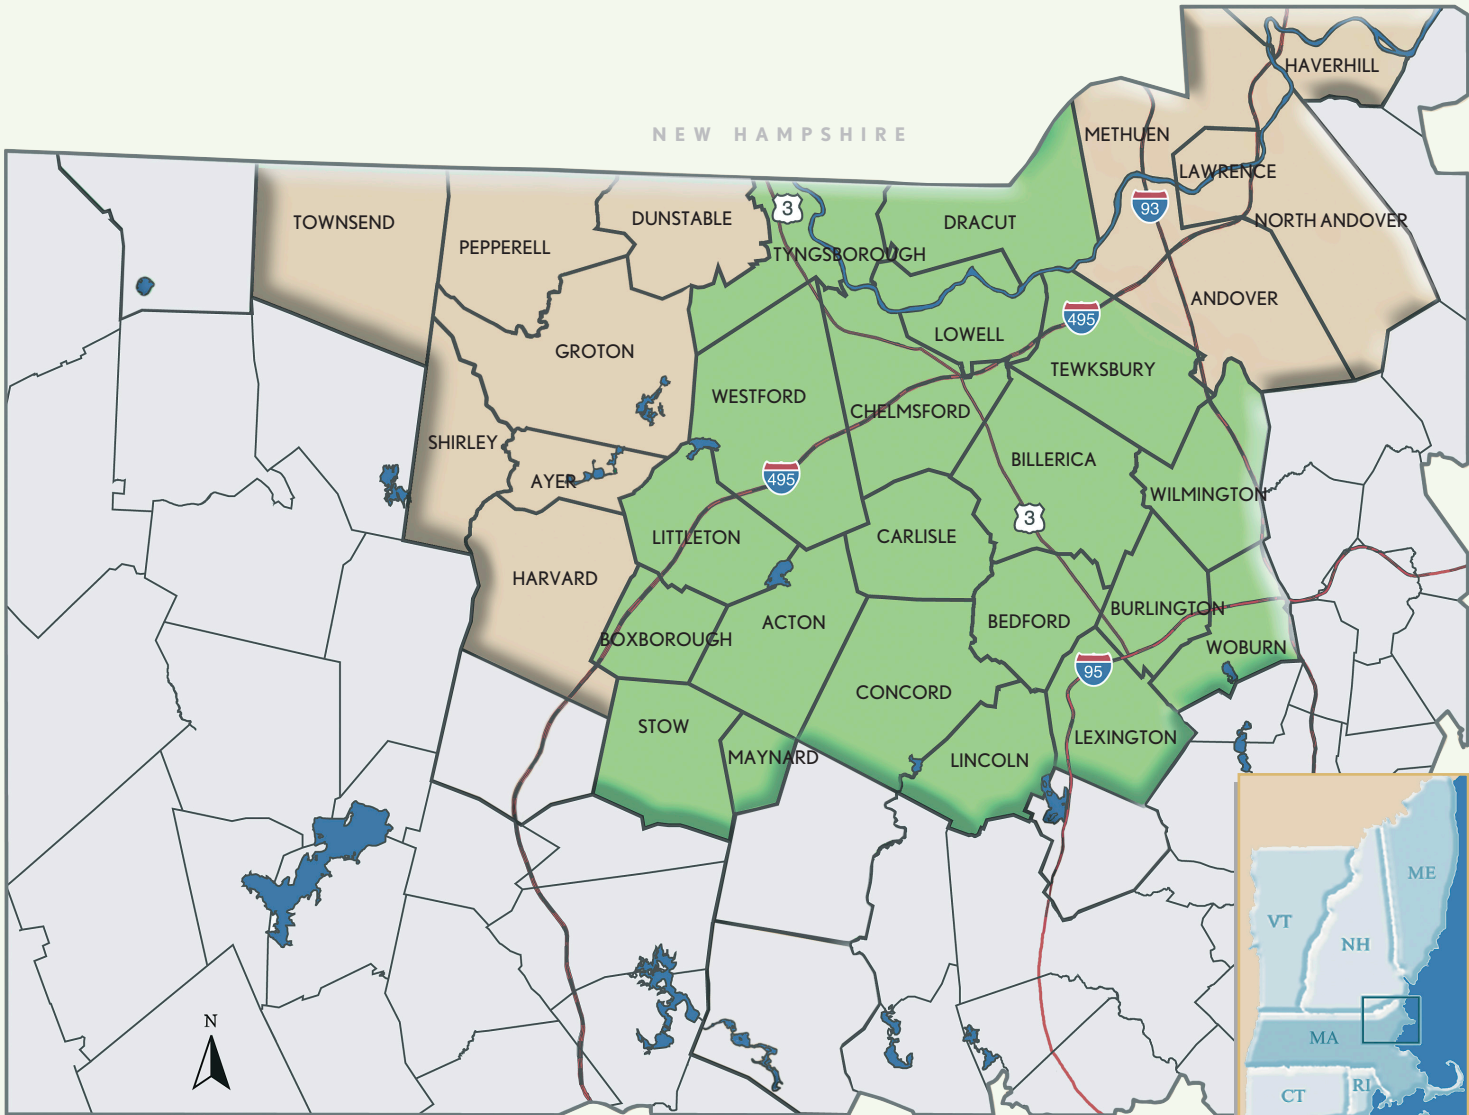 HAVERHILL
NEW HAMPSHIRE
METHUEN
LAWRENCE
93
3
TOWNSEND
DUNSTABLE
DRACUT
NORTH ANDOVER
PEPPERELL
TYNGSBOROUGH
ANDOVER
495
LOWELL
GROTON
TEWKSBURY
WESTFORD
CHELMSFORD
SHIRLEY
BILLERICA
AYER
495
WILMINGTON
3
LITTLETON
CARLISLE
HARVARD
BURLINGTON
ACTON
BEDFORD
BOXBOROUGH
WOBURN
95
CONCORD
STOW
LEXINGTON
MAYNARD
LINCOLN
ME
VT
NH
N
MA
RI
CT